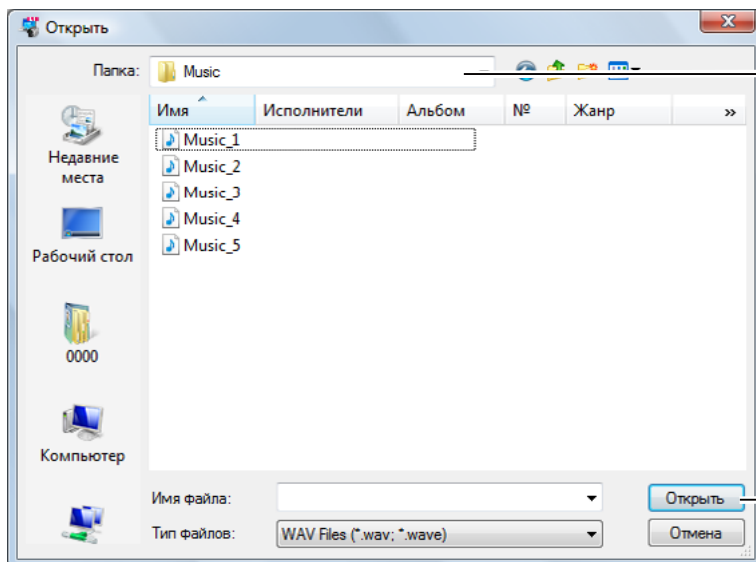 Открыть
Папка: Music
Имя Исполнители Альбом № Жанр »
Music_1
Music_2
Music_3
Music_4
Music_5
Недавние
места
Рабочий стол
0000
Компьютер
Имя файла: Открыть
Тип файлов: WAV Files (*.wav; *.wave) Отмена